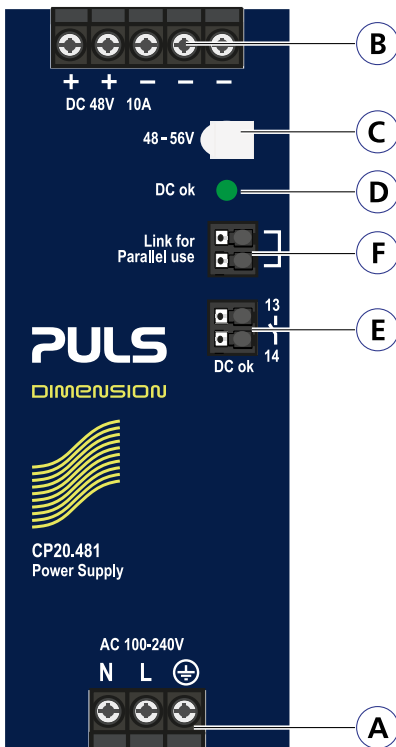 B
+ + – – –
DC 48V 10A
48–56V
C
DC ok
D
Link for
Parallel use
F
13
E
14
DC ok
PULS
DIMENSION
CP20.481
Power Supply
AC 100-240V
N L
A